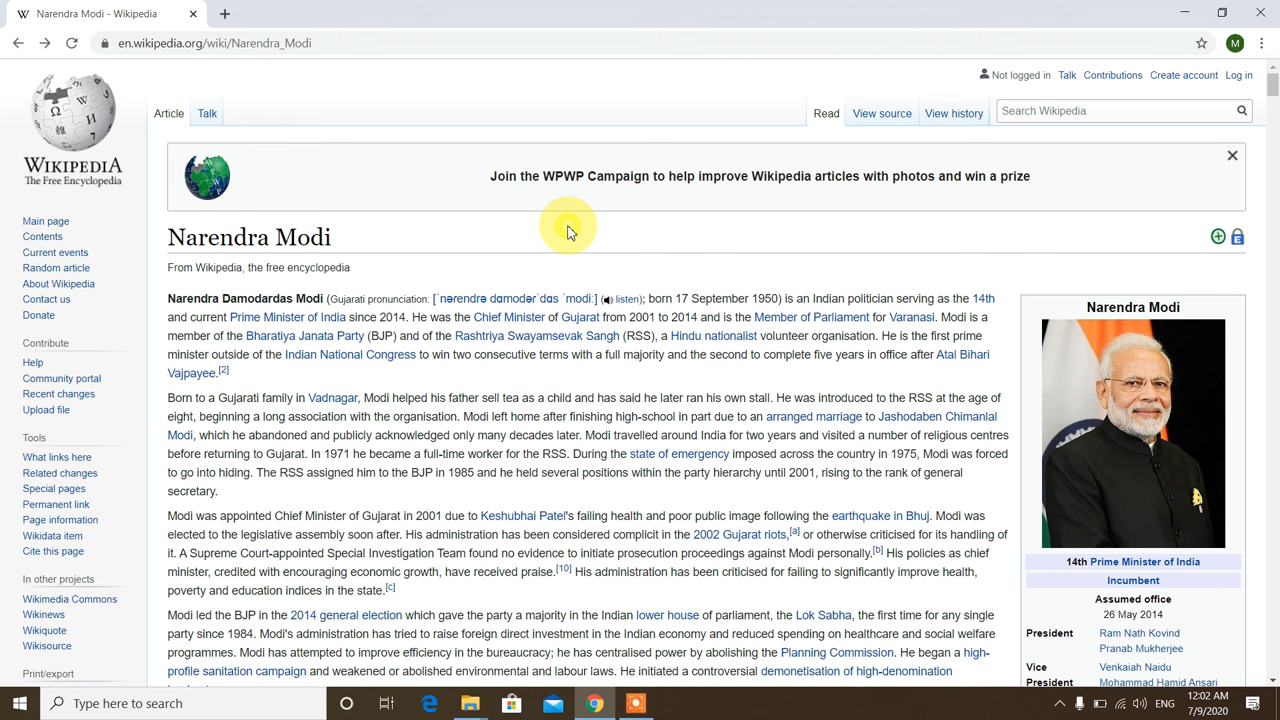 Narendra Modi - Wikipedia
en.wikipedia.org/wiki/Narendra_Modi
M
Not logged in Talk Contributions Create account Log in
Article Talk Read View source View history Search Wikipedia
WIKIPEDIA
The Free Encyclopedia
Join the WPWP Campaign to help improve Wikipedia articles with photos and win a prize
Main page
Contents
Current events
Random article
About Wikipedia
Contact us
Donate
Contribute
Help
Community portal
Recent changes
Upload file
Tools
What links here
Related changes
Special pages
Permanent link
Page information
Wikidata item
Cite this page
In other projects
Wikimedia Commons
Wikinews
Wikiquote
Wikisource
Print/export
Narendra Modi
From Wikipedia, the free encyclopedia
Narendra Damodardas Modi (Gujarati pronunciation: [ˈnərendrə dɑmodərˈdɑs ˈmodiː] (listen); born 17 September 1950) is an Indian politician serving as the 14th
and current Prime Minister of India since 2014. He was the Chief Minister of Gujarat from 2001 to 2014 and is the Member of Parliament for Varanasi. Modi is a
member of the Bharatiya Janata Party (BJP) and of the Rashtriya Swayamsevak Sangh (RSS), a Hindu nationalist volunteer organisation. He is the first prime
minister outside of the Indian National Congress to win two consecutive terms with a full majority and the second to complete five years in office after Atal Bihari
Vajpayee.[2]
Born to a Gujarati family in Vadnagar, Modi helped his father sell tea as a child and has said he later ran his own stall. He was introduced to the RSS at the age of
eight, beginning a long association with the organisation. Modi left home after finishing high-school in part due to an arranged marriage to Jashodaben Chimanlal
Modi, which he abandoned and publicly acknowledged only many decades later. Modi travelled around India for two years and visited a number of religious centres
before returning to Gujarat. In 1971 he became a full-time worker for the RSS. During the state of emergency imposed across the country in 1975, Modi was forced
to go into hiding. The RSS assigned him to the BJP in 1985 and he held several positions within the party hierarchy until 2001, rising to the rank of general
secretary.
Modi was appointed Chief Minister of Gujarat in 2001 due to Keshubhai Patel's failing health and poor public image following the earthquake in Bhuj. Modi was
elected to the legislative assembly soon after. His administration has been considered complicit in the 2002 Gujarat riots,[a] or otherwise criticised for its handling of
it. A Supreme Court-appointed Special Investigation Team found no evidence to initiate prosecution proceedings against Modi personally.[b] His policies as chief
minister, credited with encouraging economic growth, have received praise.[10] His administration has been criticised for failing to significantly improve health,
poverty and education indices in the state.[c]
Modi led the BJP in the 2014 general election which gave the party a majority in the Indian lower house of parliament, the Lok Sabha, the first time for any single
party since 1984. Modi's administration has tried to raise foreign direct investment in the Indian economy and reduced spending on healthcare and social welfare
programmes. Modi has attempted to improve efficiency in the bureaucracy; he has centralised power by abolishing the Planning Commission. He began a high-
profile sanitation campaign and weakened or abolished environmental and labour laws. He initiated a controversial demonetisation of high-denomination
Narendra Modi
14th Prime Minister of India
Incumbent
Assumed office
26 May 2014
President Ram Nath Kovind
Pranab Mukherjee
Vice Venkaiah Naidu
President Mohammad Hamid Ansari
Type here to search
ENG
12:02 AM
7/9/2020